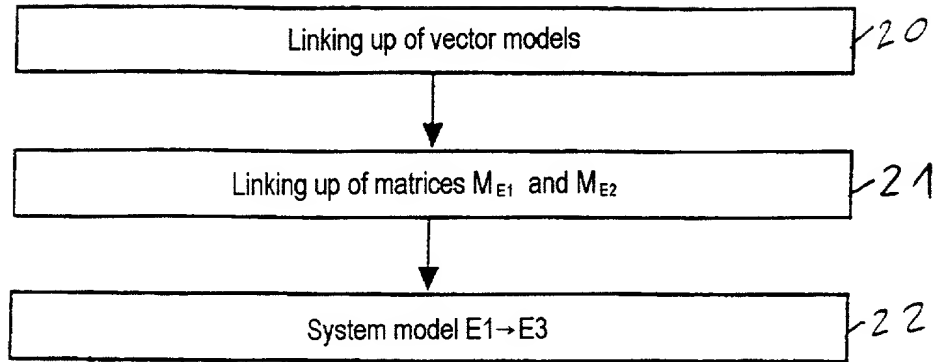 Linking up of vector models 20
Linking up of matrices M_E1 and M_E2 21
System model E1→E3 22